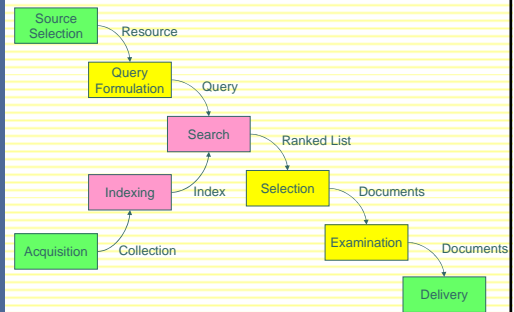 Source
Selection
Resource
Query
Formulation
Query
Search
Ranked List
Indexing
Index
Selection
Documents
Acquisition
Collection
Examination
Documents
Delivery